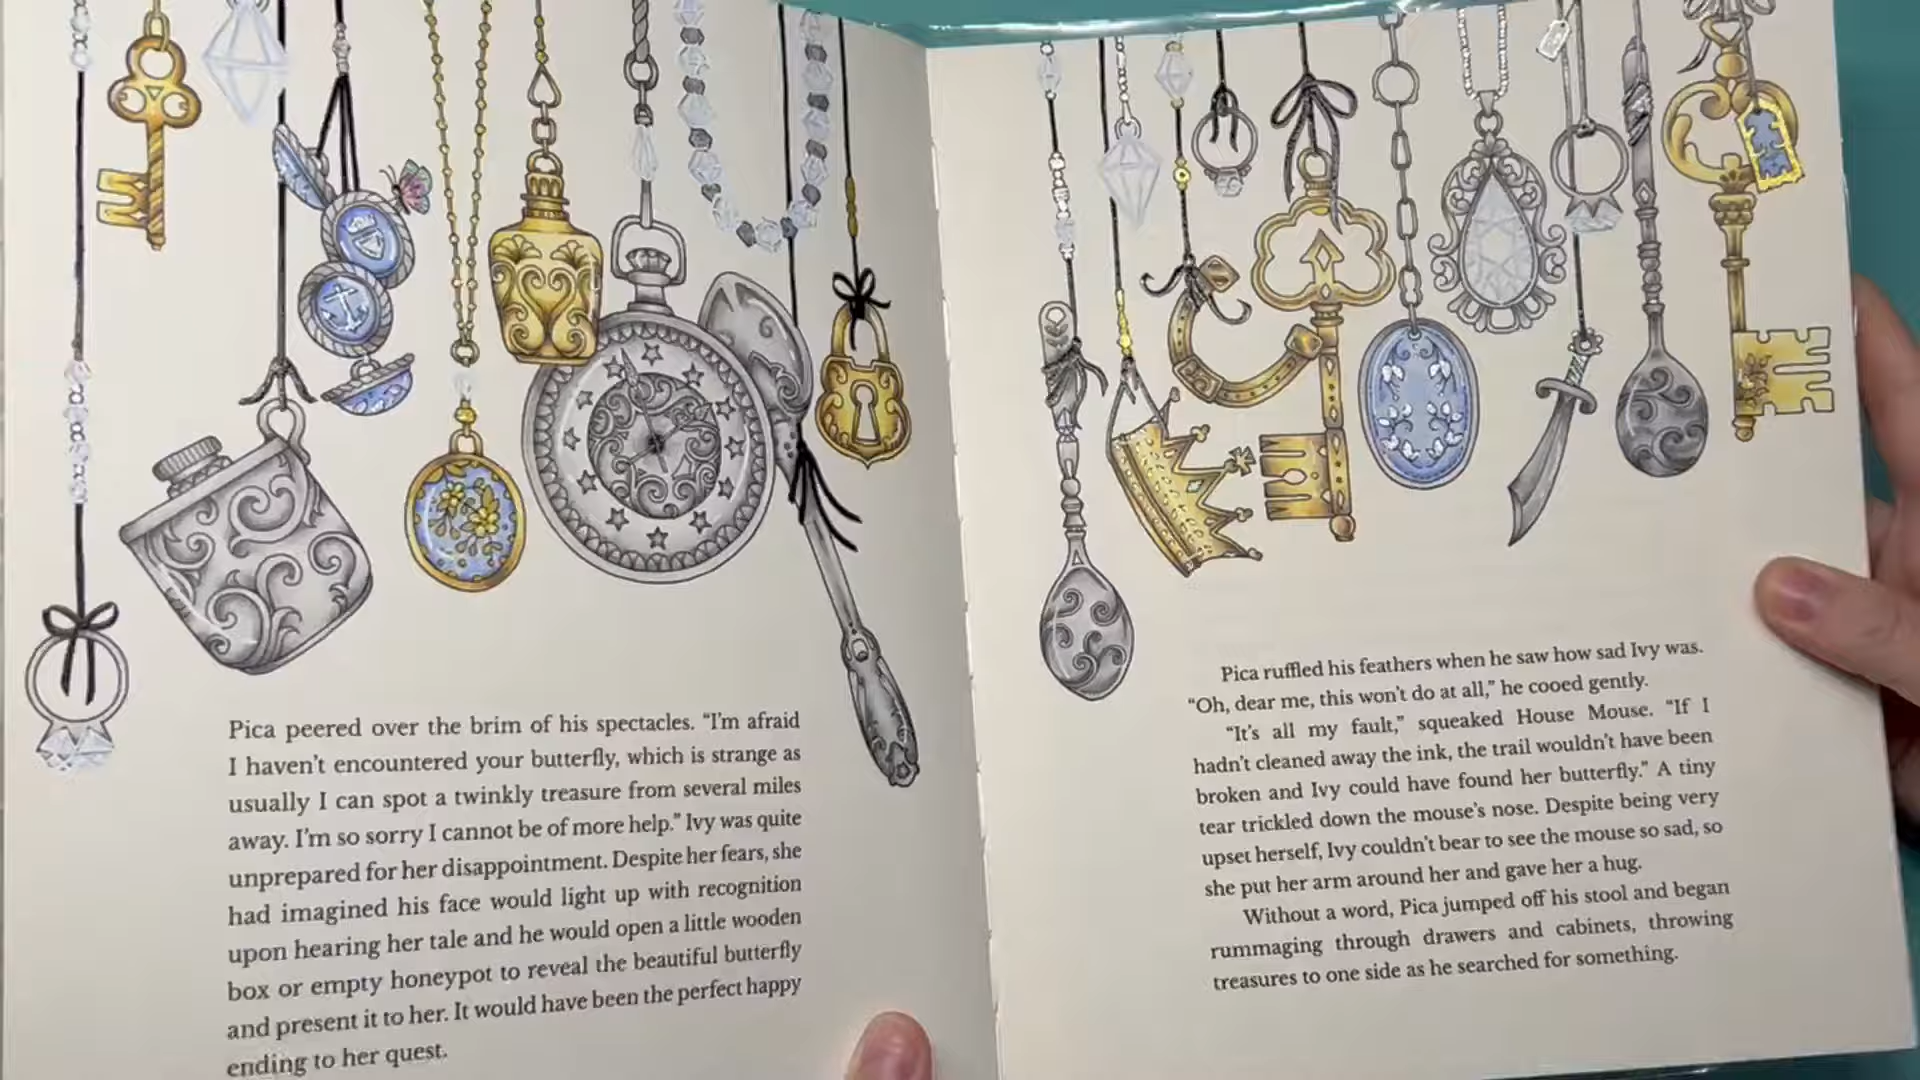 Pica peered over the brim of his spectacles. “I’m afraid
I haven’t encountered your butterfly, which is strange as
usually I can spot a twinkly treasure from several miles
away. I’m so sorry I cannot be of more help.” Ivy was quite
unprepared for her disappointment. Despite her fears, she
had imagined his face would light up with recognition
upon hearing her tale and he would open a little wooden
box or empty honeypot to reveal the beautiful butterfly
and present it to her. It would have been the perfect happy
ending to her quest.
Pica ruffled his feathers when he saw how sad Ivy was.
“Oh, dear me, this won’t do at all,” he cooed gently.
“It’s all my fault,” squeaked House Mouse. “If I
hadn’t cleaned away the ink, the trail wouldn’t have been
broken and Ivy could have found her butterfly.” A tiny
tear trickled down the mouse’s nose. Despite being very
upset herself, Ivy couldn’t bear to see the mouse so sad, so
she put her arm around her and gave her a hug.
Without a word, Pica jumped off his stool and began
rummaging through drawers and cabinets, throwing
treasures to one side as he searched for something.